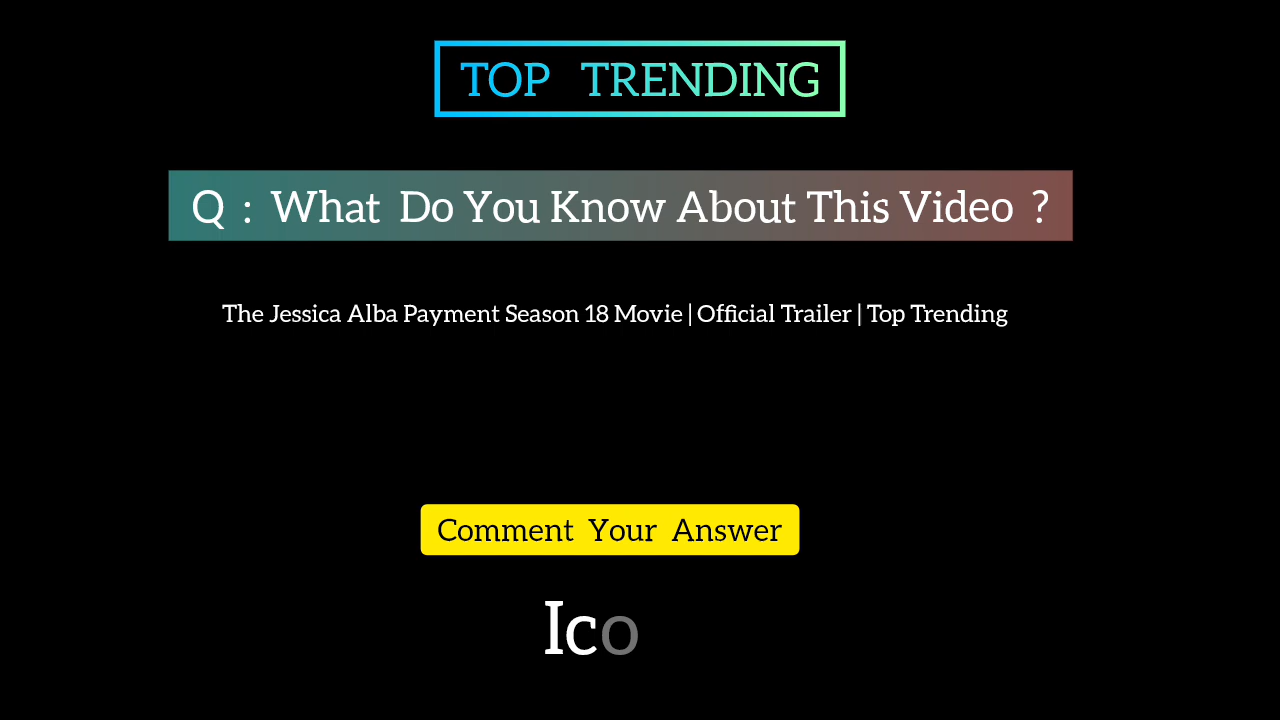 TOP TRENDING
Q : What Do You Know About This Video ?
The Jessica Alba Payment Season 18 Movie | Official Trailer | Top Trending
Comment Your Answer
Ico